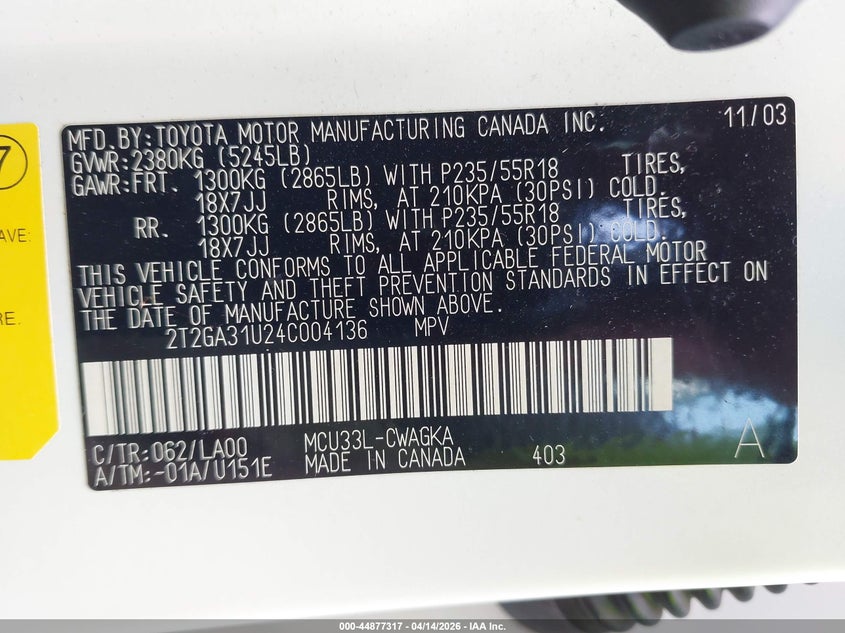 7
AVE:
RE.
MFD. BY: TOYOTA MOTOR MANUFACTURING CANADA INC. 11/03
GVWR: 2380KG (5245LB)
GAWR: FRT. 1300KG (2865LB) WITH P235/55R18 TIRES,
18X7JJ RIMS, AT 210KPA (30PSI) COLD.
RR. 1300KG (2865LB) WITH P235/55R18 TIRES,
18X7JJ RIMS, AT 210KPA (30PSI) COLD.
THIS VEHICLE CONFORMS TO ALL APPLICABLE FEDERAL MOTOR
VEHICLE SAFETY AND THEFT PREVENTION STANDARDS IN EFFECT ON
THE DATE OF MANUFACTURE SHOWN ABOVE.
2T2GA31U24C004136 MPV
C/TR: 062/LA00 MCU33L-CWAGKA
A/TM: -01A/U151E MADE IN CANADA 403 A
000-44877317 - 04/14/2026 - IAA Inc.